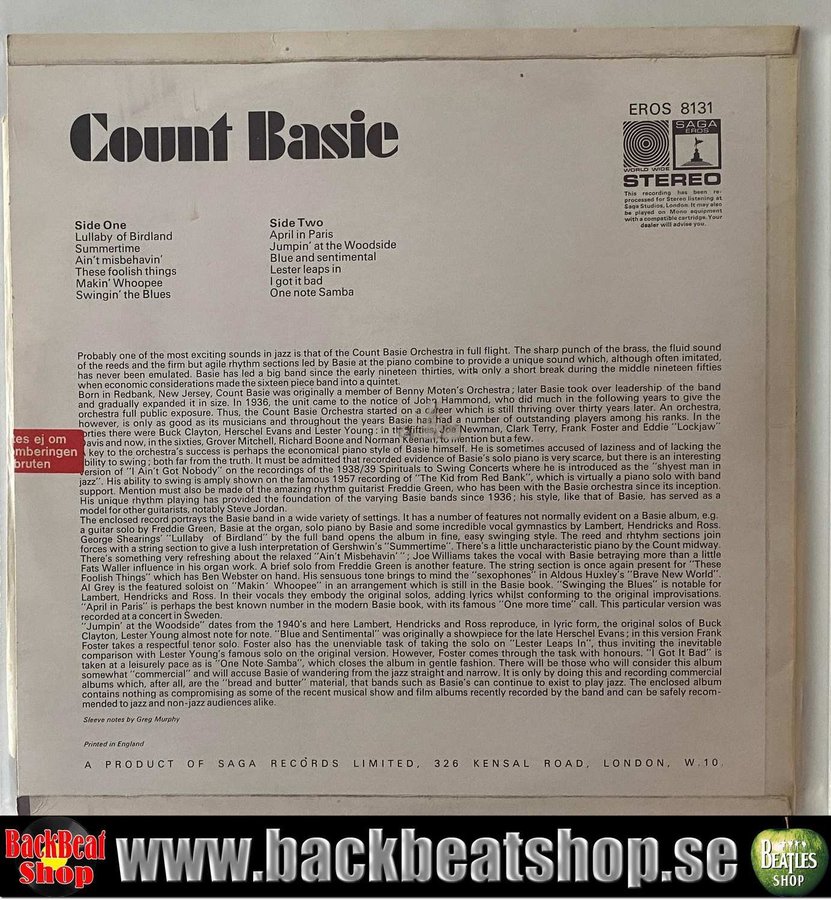 Count Basie
EROS 8131
SAGA
EROS
WORLD WIDE
STEREO
This recording has been re-
processed for Stereo listening at
Saga Studios, London. It may also
be played on Mono equipment
with a compatible cartridge. Your
dealer will advise you.
Side One
Lullaby of Birdland
Summertime
Ain't misbehavin'
These foolish things
Makin' Whoopee
Swingin' the Blues
Side Two
April in Paris
Jumpin' at the Woodside
Blue and sentimental
Lester leaps in
I got it bad
One note Samba
Probably one of the most exciting sounds in jazz is that of the Count Basie Orchestra in full flight. The sharp punch of the brass, the fluid sound
of the reeds and the firm but agile rhythm sections led by Basie at the piano combine to provide a unique sound which, although often imitated,
has never been emulated. Basie has led a big band since the early nineteen thirties, with only a short break during the middle nineteen fifties
when economic considerations made the sixteen piece band into a quintet.
Born in Redbank, New Jersey, Count Basie was originally a member of Benny Moten's Orchestra; later Basie took over leadership of the band
and gradually expanded it in size. In 1936, the unit came to the notice of John Hammond, who did much in the following years to give the
orchestra full public exposure. Thus, the Count Basie Orchestra started on a career which is still thriving over thirty years later. An orchestra,
however, is only as good as its musicians and throughout the years Basie has had a number of outstanding players among his ranks. In the
orties there were Buck Clayton, Herschel Evans and Lester Young: in the fifties, Joe Newman, Clark Terry, Frank Foster and Eddie "Lockjaw"
Davis and now, in the sixties, Grover Mitchell, Richard Boone and Norman Keenan, to mention but a few.
A key to the orchestra's success is perhaps the economical piano style of Basie himself. He is sometimes accused of laziness and of lacking the
bility to swing; both far from the truth. It must be admitted that recorded evidence of Basie's solo piano is very scarce, but there is an interesting
version of "I Ain't Got Nobody" on the recordings of the 1938/39 Spirituals to Swing Concerts where he is introduced as the "shyest man in
jazz". His ability to swing is amply shown on the famous 1957 recording of "The Kid from Red Bank", which is virtually a piano solo with band
support. Mention must also be made of the amazing rhythm guitarist Freddie Green, who has been with the Basie orchestra since its inception.
His unique rhythm playing has provided the foundation of the varying Basie bands since 1936; his style, like that of Basie, has served as a
model for other guitarists, notably Steve Jordan.
The enclosed record portrays the Basie band in a wide variety of settings. It has a number of features not normally evident on a Basie album, e.g.
a guitar solo by Freddie Green, Basie at the organ, solo piano by Basie and some incredible vocal gymnastics by Lambert, Hendricks and Ross.
George Shearings' "Lullaby of Birdland" by the full band opens the album in fine, easy swinging style. The reed and rhtyhm sections join
forces with a string section to give a lush interpretation of Gershwin's "Summertime". There's a little uncharacteristic piano by the Count midway.
There's something very refreshing about the relaxed "Ain't Misbehavin'"; Joe Williams takes the vocal with Basie betraying more than a little
Fats Waller influence in his organ work. A brief solo from Freddie Green is another feature. The string section is once again present for "These
Foolish Things" which has Ben Webster on hand. His sensuous tone brings to mind the "sexophones" in Aldous Huxley's "Brave New World".
Al Grey is the featured soloist on "Makin' Whoopee" in an arrangement which is still in the Basie book. "Swinging the Blues" is notable for
Lambert, Hendricks and Ross. In their vocals they embody the original solos, adding lyrics whilst conforming to the original improvisations.
"April in Paris" is perhaps the best known number in the modern Basie book, with its famous "One more time" call. This particular version was
recorded at a concert in Sweden.
"Jumpin' at the Woodside" dates from the 1940's and here Lambert, Hendricks and Ross reproduce, in lyric form, the original solos of Buck
Clayton, Lester Young almost note for note. "Blue and Sentimental" was originally a showpiece for the late Herschel Evans; in this version Frank
Foster takes a respectful tenor solo. Foster also has the unenviable task of taking the solo on "Lester Leaps In", thus inviting the inevitable
comparison with Lester Young's famous solo on the original version. However, Foster comes through the task with honours. "I Got It Bad" is
taken at a leisurely pace as is "One Note Samba", which closes the album in gentle fashion. There will be those who will consider this album
somewhat "commercial" and will accuse Basie of wandering from the jazz straight and narrow. It is only by doing this and recording commercial
albums which, after all, are the "bread and butter" material, that bands such as Basie's can continue to exist to play jazz. The enclosed album
contains nothing as compromising as some of the recent musical show and film albums recently recorded by the band and can be safely recom-
mended to jazz and non-jazz audiences alike.
tes ej om
mberingen
bruten
Sleeve notes by Greg Murphy
Printed in England
A PRODUCT OF SAGA RECORDS LIMITED, 326 KENSAL ROAD, LONDON, W.10.
BackBeat
Shop
www.backbeatshop.se
BEATLES
SHOP